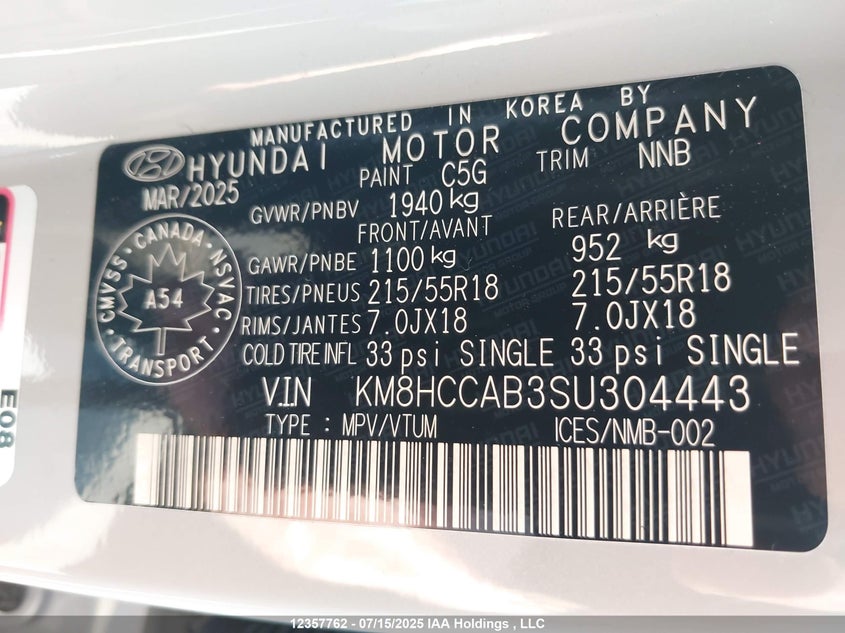 MANUFACTURED IN KOREA BY
HYUNDAI MOTOR COMPANY
MAR/2025 PAINT C5G TRIM NNB
GVWR/PNBV 1940 kg
FRONT/AVANT REAR/ARRIÈRE
GAWR/PNBE 1100 kg 952 kg
TIRES/PNEUS 215/55R18 215/55R18
RIMS/JANTES 7.0JX18 7.0JX18
COLD TIRE INFL 33 psi SINGLE 33 psi SINGLE
VIN KM8HCCAB3SU304443
TYPE : MPV/VTUM ICES/NMB-002
CMVSS · CANADA · NSVAC · TRANSPORT
A54
E08
12357762 - 07/15/2025 IAA Holdings , LLC